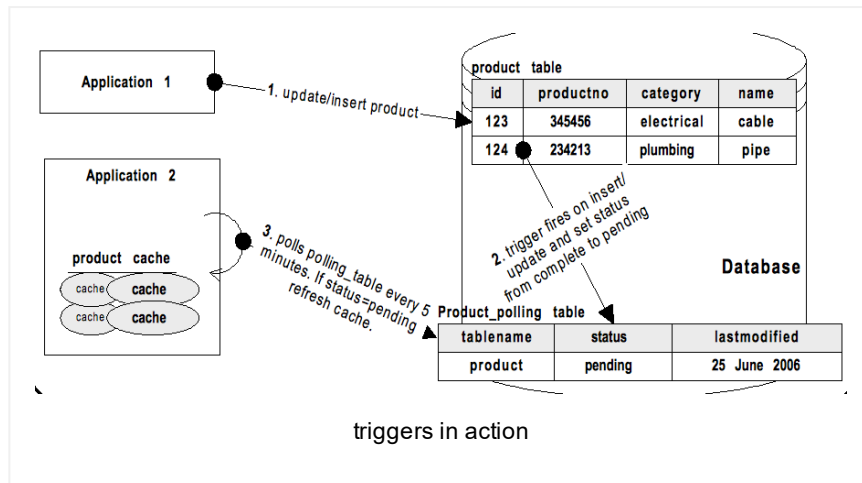 Application 1
1. update/insert product
product table
id productno category name
123 345456 electrical cable
124 234213 plumbing pipe
Application 2
product cache
cache cache
cache cache
3. polls polling_table every 5
minutes. If status=pending
refresh cache.
2. trigger fires on insert/
update and set status
from complete to pending
Database
Product_polling table
tablename status lastmodified
product pending 25 June 2006
triggers in action